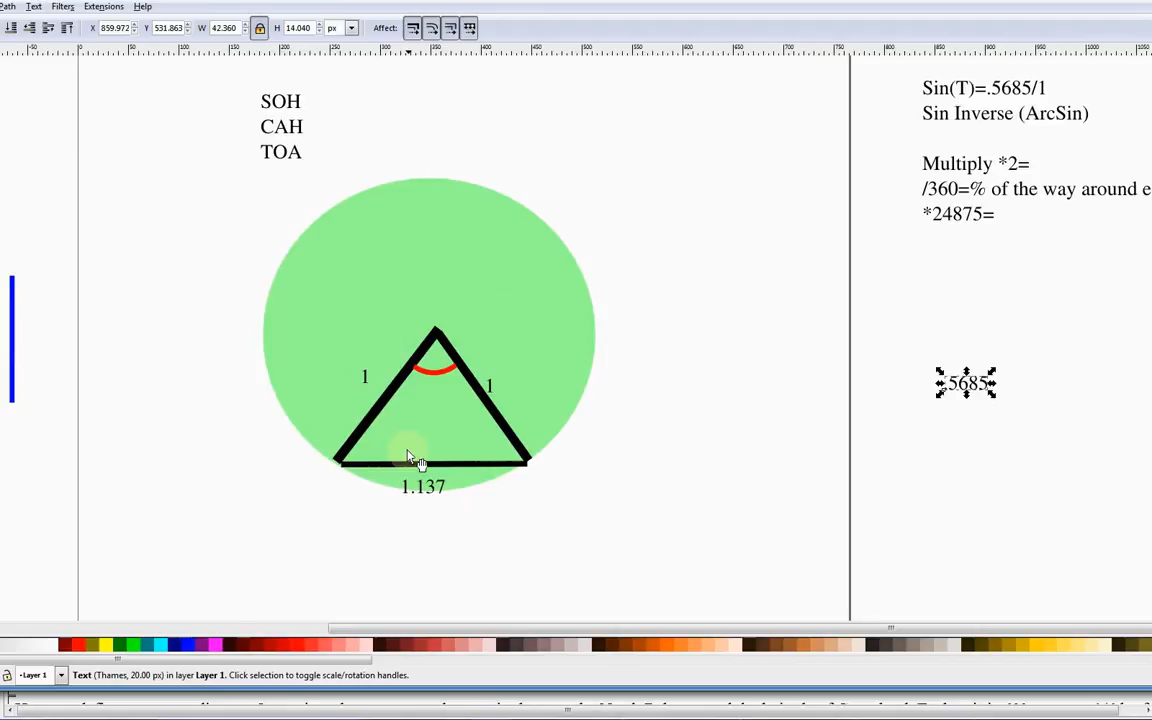 Path Text Filters Extensions Help
X 859.972 Y 531.863 W 42.360 H 14.040 px Affect:
SOH
CAH
TOA
1
1
1.137
Sin(T)=.5685/1
Sin Inverse (ArcSin)
Multiply *2=
/360=% of the way around e
*24875=
.5685
Layer 1 Text (Thames, 20.00 px) in layer Layer 1. Click selection to toggle scale/rotation handles.